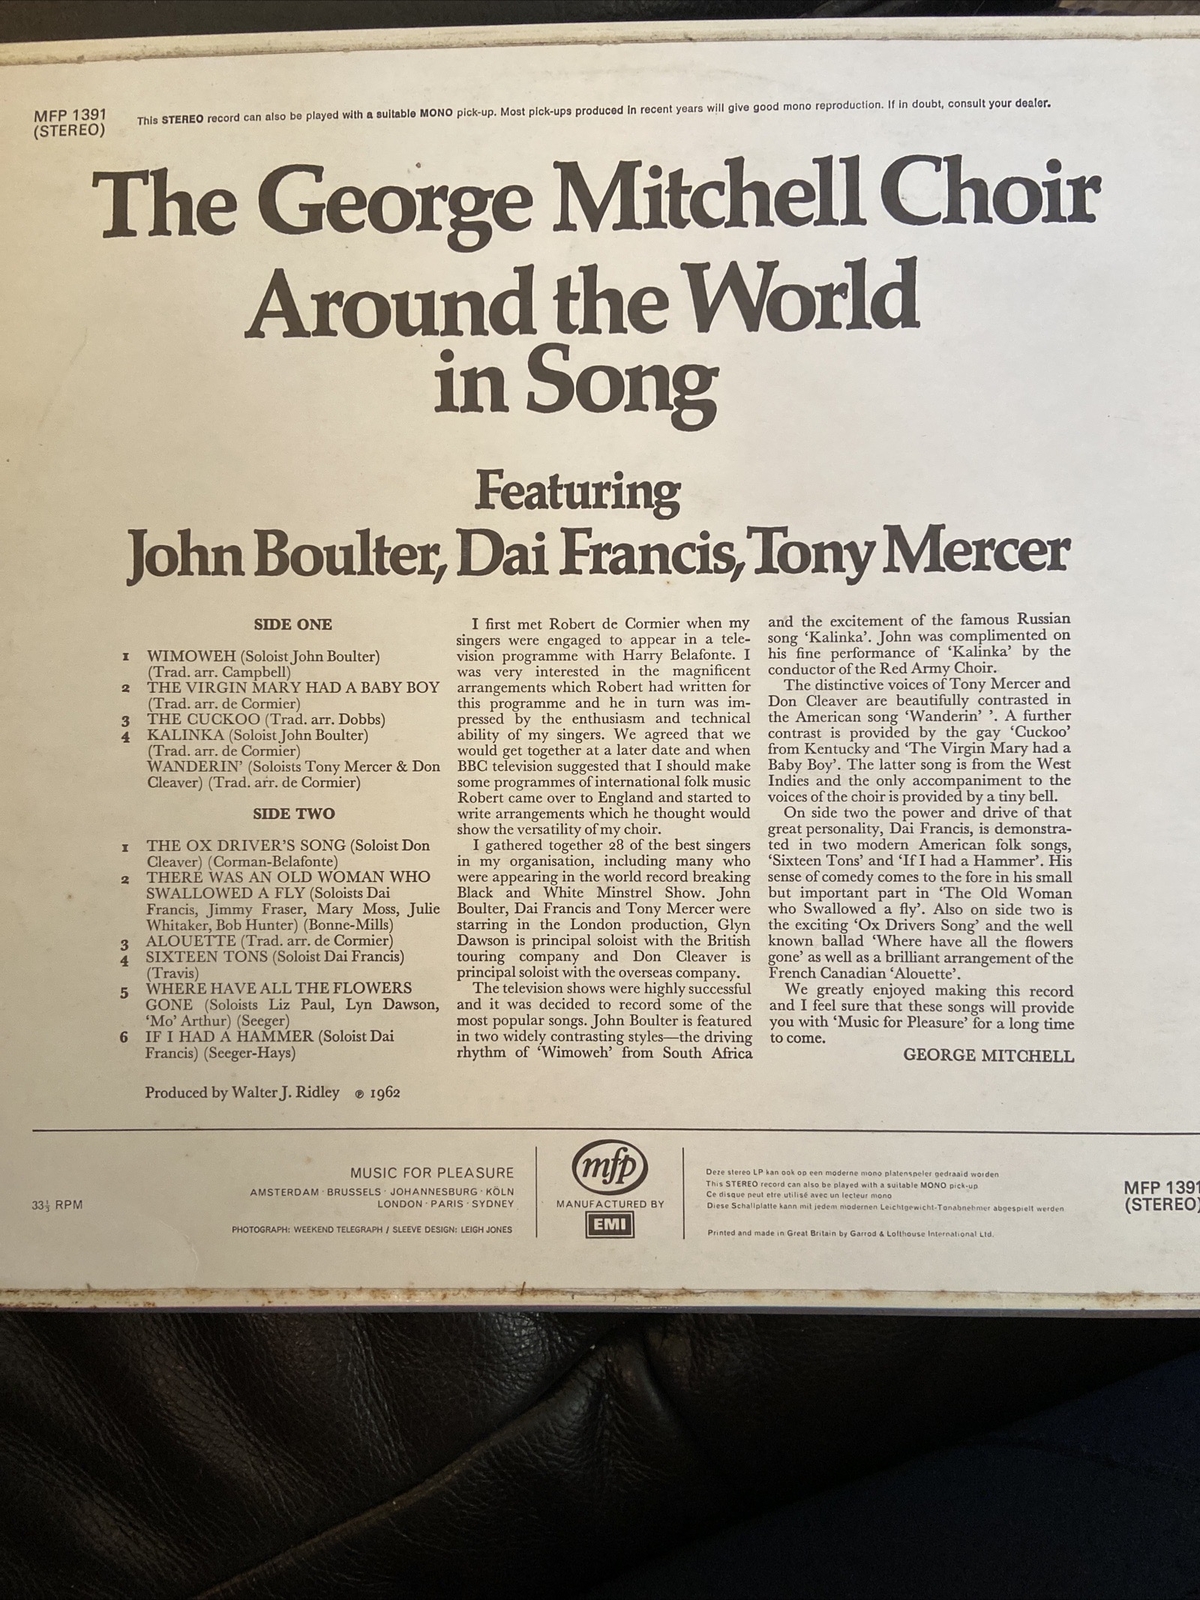 MFP 1391
(STEREO)
This STEREO record can also be played with a suitable MONO pick-up. Most pick-ups produced in recent years will give good mono reproduction. If in doubt, consult your dealer.
The George Mitchell Choir
Around the World
in Song
Featuring
John Boulter, Dai Francis, Tony Mercer
SIDE ONE
1 WIMOWEH (Soloist John Boulter)
(Trad. arr. Campbell)
2 THE VIRGIN MARY HAD A BABY BOY
(Trad. arr. de Cormier)
3 THE CUCKOO (Trad. arr. Dobbs)
4 KALINKA (Soloist John Boulter)
(Trad. arr. de Cormier)
WANDERIN' (Soloists Tony Mercer & Don
Cleaver) (Trad. arr. de Cormier)
SIDE TWO
1 THE OX DRIVER'S SONG (Soloist Don
Cleaver) (Corman-Belafonte)
2 THERE WAS AN OLD WOMAN WHO
SWALLOWED A FLY (Soloists Dai
Francis, Jimmy Fraser, Mary Moss, Julie
Whitaker, Bob Hunter) (Bonne-Mills)
3 ALOUETTE (Trad. arr. de Cormier)
4 SIXTEEN TONS (Soloist Dai Francis)
(Travis)
5 WHERE HAVE ALL THE FLOWERS
GONE (Soloists Liz Paul, Lyn Dawson,
'Mo' Arthur) (Seeger)
6 IF I HAD A HAMMER (Soloist Dai
Francis) (Seeger-Hays)
Produced by Walter J. Ridley ℗ 1962
I first met Robert de Cormier when my
singers were engaged to appear in a tele-
vision programme with Harry Belafonte. I
was very interested in the magnificent
arrangements which Robert had written for
this programme and he in turn was im-
pressed by the enthusiasm and technical
ability of my singers. We agreed that we
would get together at a later date and when
BBC television suggested that I should make
some programmes of international folk music
Robert came over to England and started to
write arrangements which he thought would
show the versatility of my choir.
I gathered together 28 of the best singers
in my organisation, including many who
were appearing in the world record breaking
Black and White Minstrel Show. John
Boulter, Dai Francis and Tony Mercer were
starring in the London production, Glyn
Dawson is principal soloist with the British
touring company and Don Cleaver is
principal soloist with the overseas company.
The television shows were highly successful
and it was decided to record some of the
most popular songs. John Boulter is featured
in two widely contrasting styles—the driving
rhythm of 'Wimoweh' from South Africa
and the excitement of the famous Russian
song 'Kalinka'. John was complimented on
his fine performance of 'Kalinka' by the
conductor of the Red Army Choir.
The distinctive voices of Tony Mercer and
Don Cleaver are beautifully contrasted in
the American song 'Wanderin' '. A further
contrast is provided by the gay 'Cuckoo'
from Kentucky and 'The Virgin Mary had a
Baby Boy'. The latter song is from the West
Indies and the only accompaniment to the
voices of the choir is provided by a tiny bell.
On side two the power and drive of that
great personality, Dai Francis, is demonstra-
ted in two modern American folk songs,
'Sixteen Tons' and 'If I had a Hammer'. His
sense of comedy comes to the fore in his small
but important part in 'The Old Woman
who Swallowed a fly'. Also on side two is
the exciting 'Ox Drivers Song' and the well
known ballad 'Where have all the flowers
gone' as well as a brilliant arrangement of the
French Canadian 'Alouette'.
We greatly enjoyed making this record
and I feel sure that these songs will provide
you with 'Music for Pleasure' for a long time
to come.
GEORGE MITCHELL
33⅓ RPM
MUSIC FOR PLEASURE
AMSTERDAM · BRUSSELS · JOHANNESBURG · KÖLN
LONDON · PARIS · SYDNEY
PHOTOGRAPH: WEEKEND TELEGRAPH / SLEEVE DESIGN: LEIGH JONES
mfp
MANUFACTURED BY
EMI
Deze stereo LP kan ook op een moderne mono platenspeler gedraaid worden
This STEREO record can also be played with a suitable MONO pick-up
Ce disque peut etre utilisé avec un lecteur mono
Diese Schallplatte kann mit jedem modernen Leichtgewicht-Tonabnehmer abgespielt werden
Printed and made in Great Britain by Garrod & Lofthouse International Ltd.
MFP 1391
(STEREO)